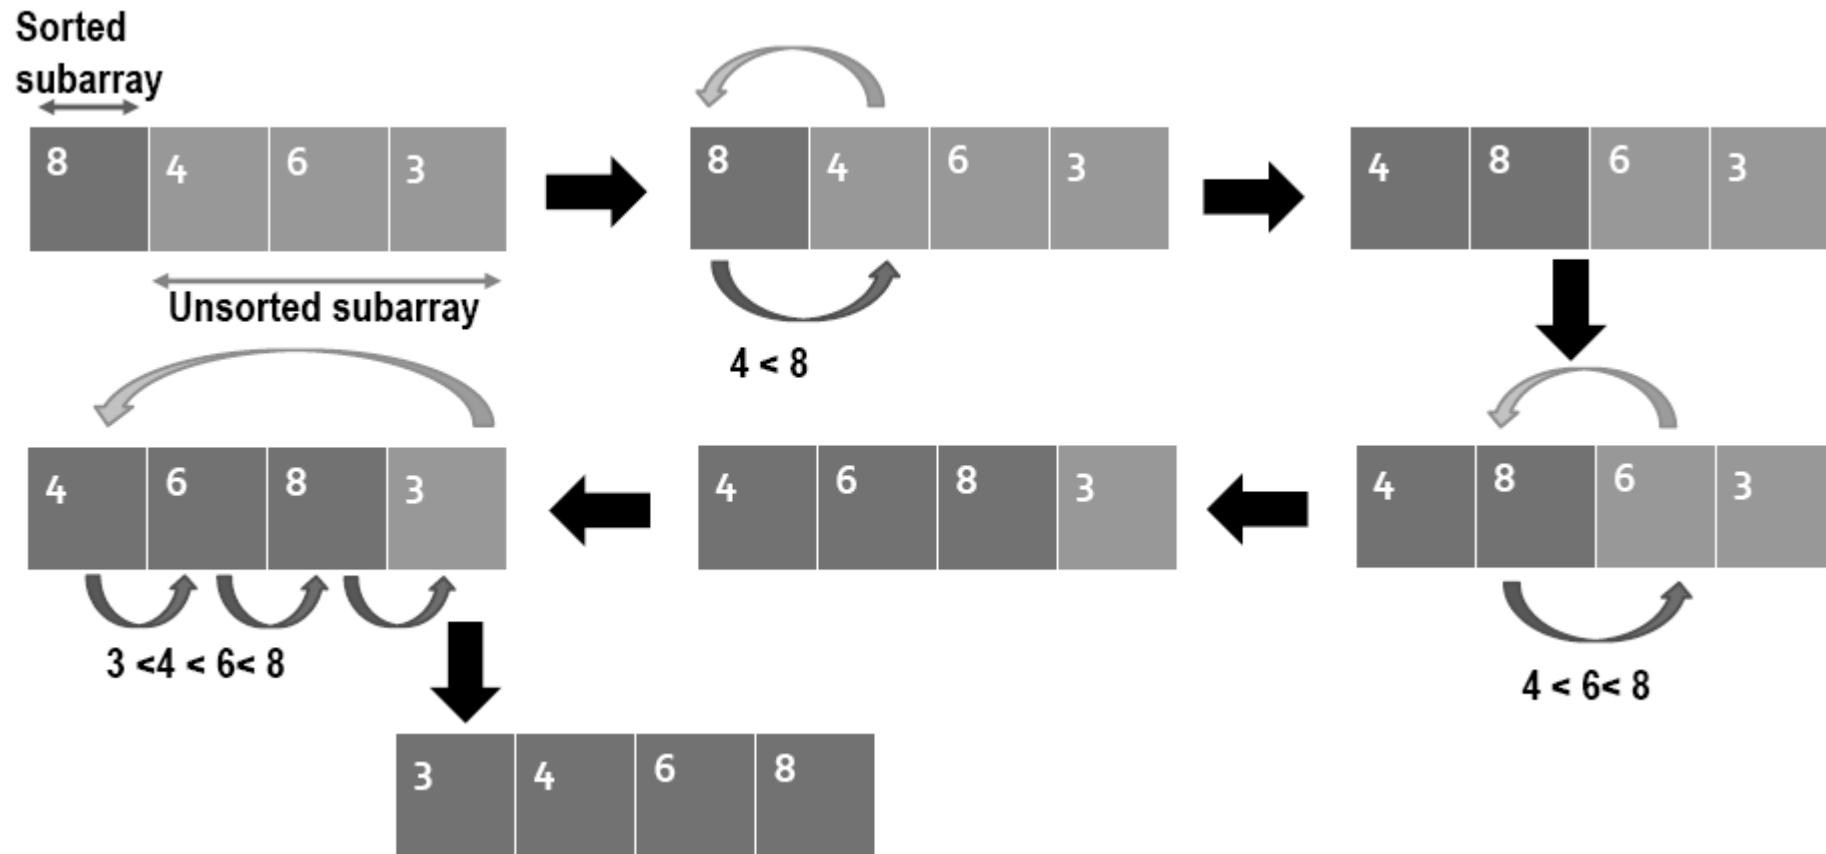 Sorted
subarray
8 4 6 3
Unsorted subarray
8 4 6 3
4 < 8
4 8 6 3
4 8 6 3
4 < 6< 8
4 6 8 3
4 6 8 3
3 <4 < 6< 8
3 4 6 8